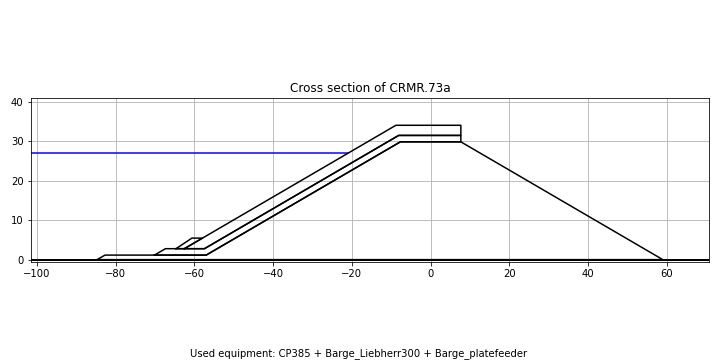 Cross section of CRMR.73a
40
30
20
10
0
−100 −80 −60 −40 −20 0 20 40 60
Used equipment: CP385 + Barge_Liebherr300 + Barge_platefeeder